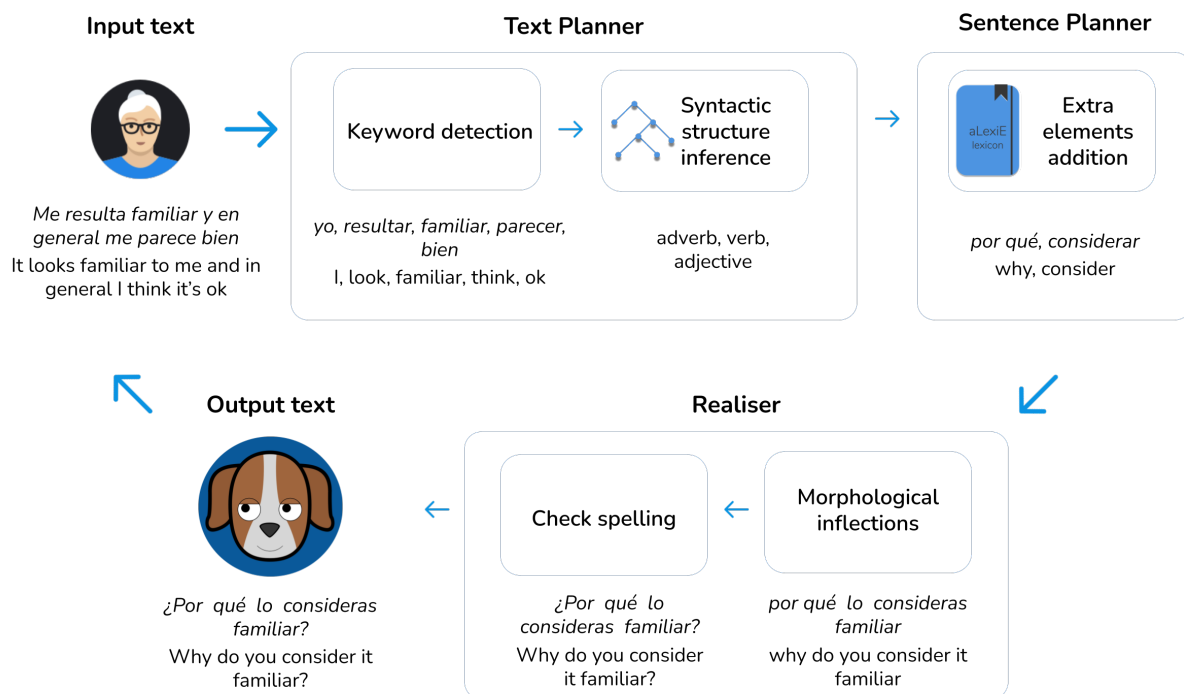 Input text
Me resulta familiar y en
general me parece bien
It looks familiar to me and in
general I think it's ok
Text Planner
Keyword detection
yo, resultar, familiar, parecer,
bien
I, look, familiar, think, ok
Syntactic
structure
inference
adverb, verb,
adjective
Sentence Planner
aLexiE
lexicon
Extra
elements
addition
por qué, considerar
why, consider
Realiser
Morphological
inflections
por qué lo consideras
familiar
why do you consider it
familiar
Check spelling
¿Por qué lo
consideras familiar?
Why do you consider
it familiar?
Output text
¿Por qué lo consideras
familiar?
Why do you consider it
familiar?